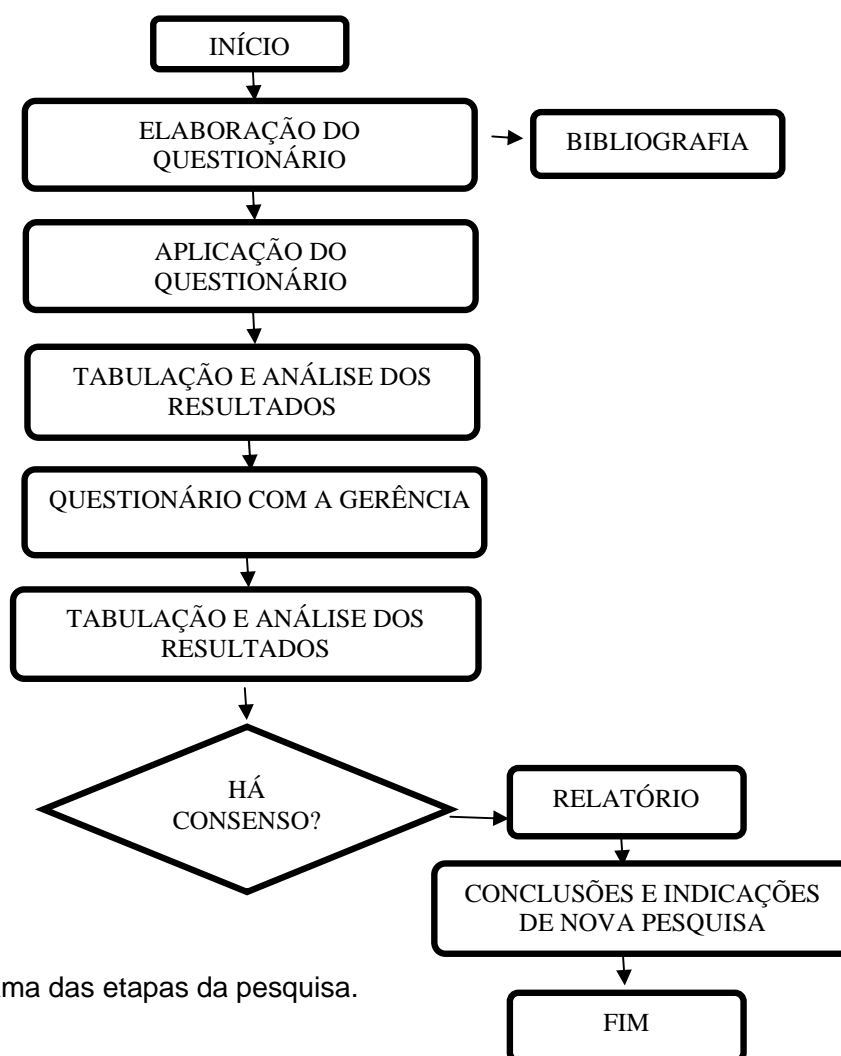 INÍCIO
ELABORAÇÃO DO
QUESTIONÁRIO
BIBLIOGRAFIA
APLICAÇÃO DO
QUESTIONÁRIO
TABULAÇÃO E ANÁLISE DOS
RESULTADOS
QUESTIONÁRIO COM A GERÊNCIA
TABULAÇÃO E ANÁLISE DOS
RESULTADOS
HÁ
CONSENSO?
RELATÓRIO
CONCLUSÕES E INDICAÇÕES
DE NOVA PESQUISA
das etapas da pesquisa.
FIM